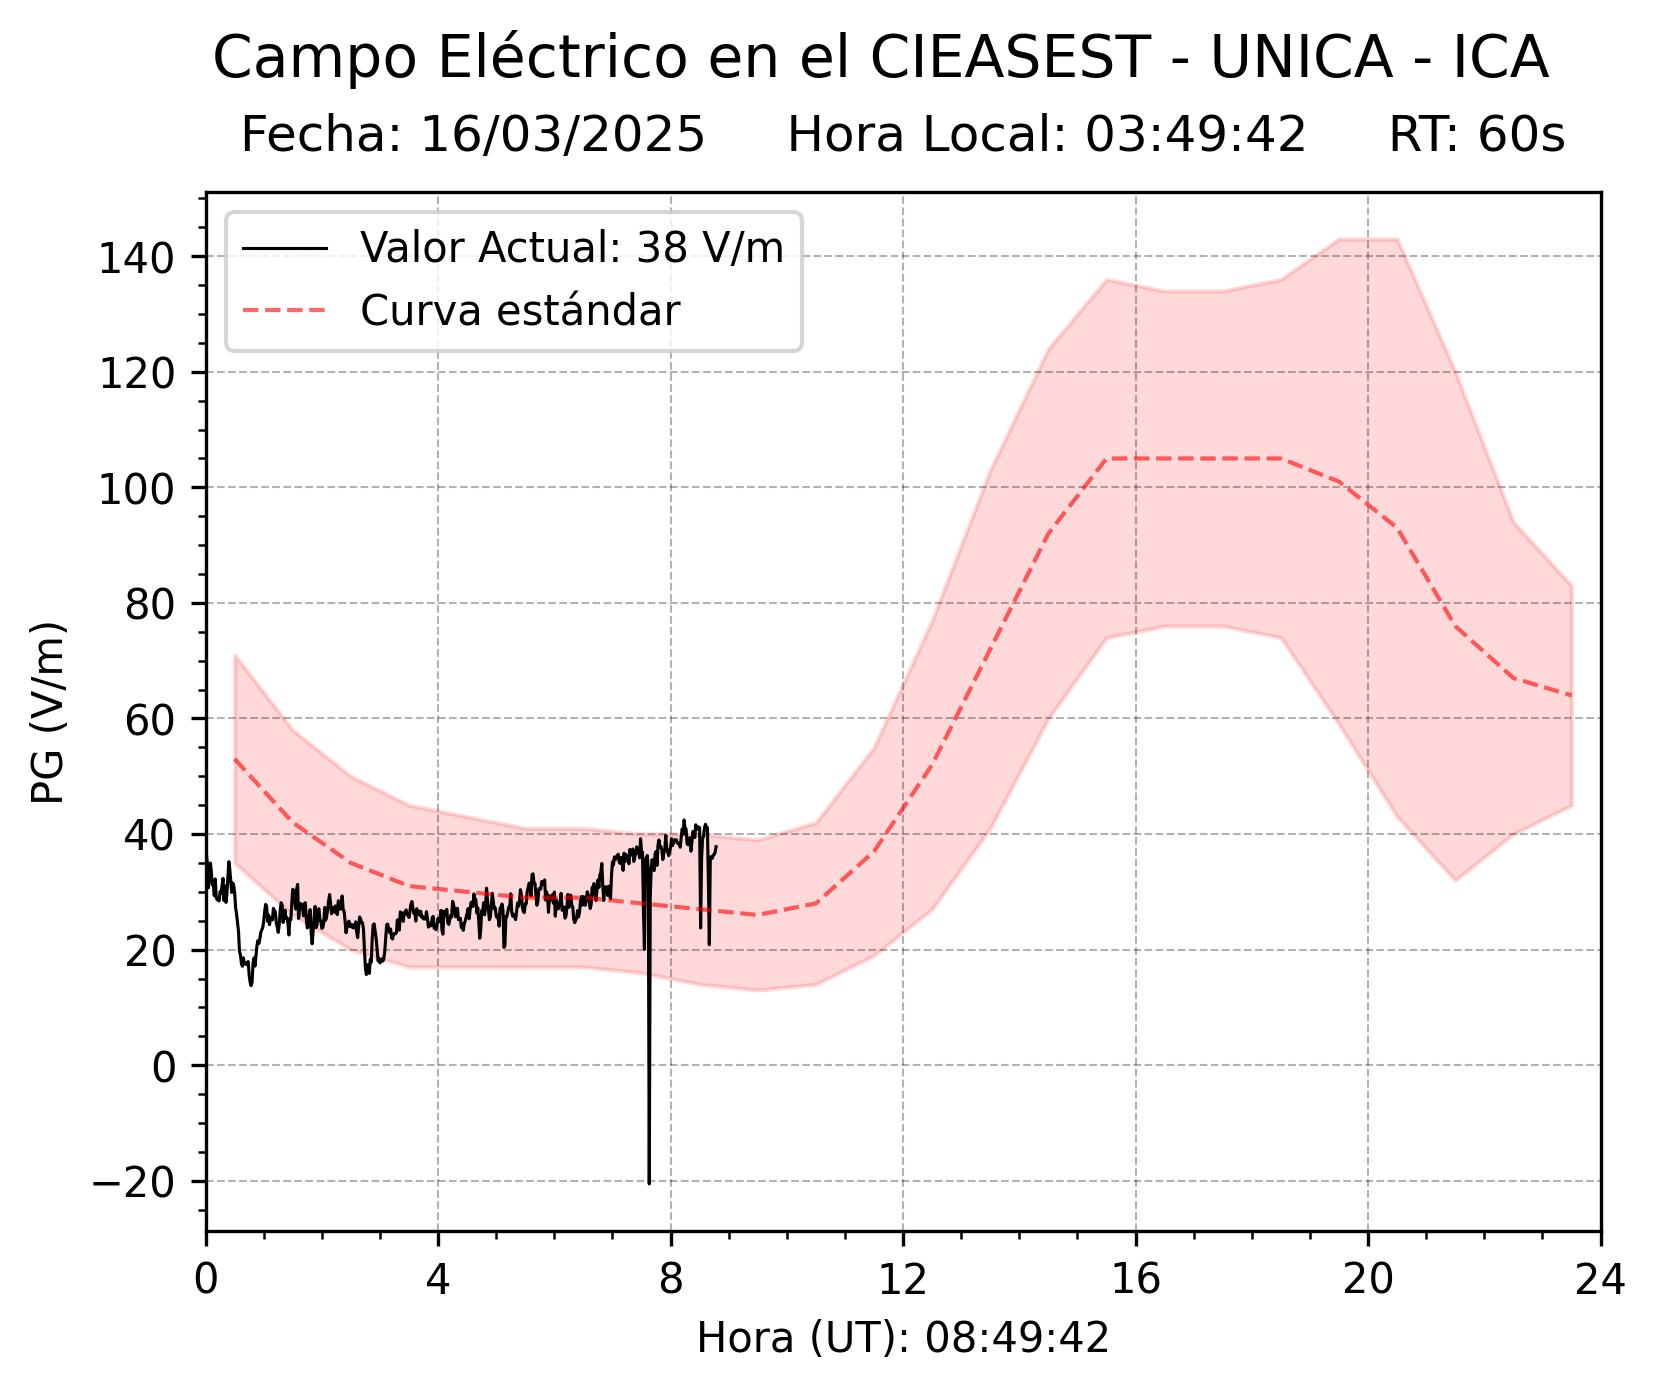 Campo Eléctrico en el CIEASEST - UNICA - ICA
Fecha: 16/03/2025 Hora Local: 03:49:42 RT: 60s
Valor Actual: 38 V/m
Curva estándar
PG (V/m)
140
120
100
80
60
40
20
0
−20
0 4 8 12 16 20 24
Hora (UT): 08:49:42